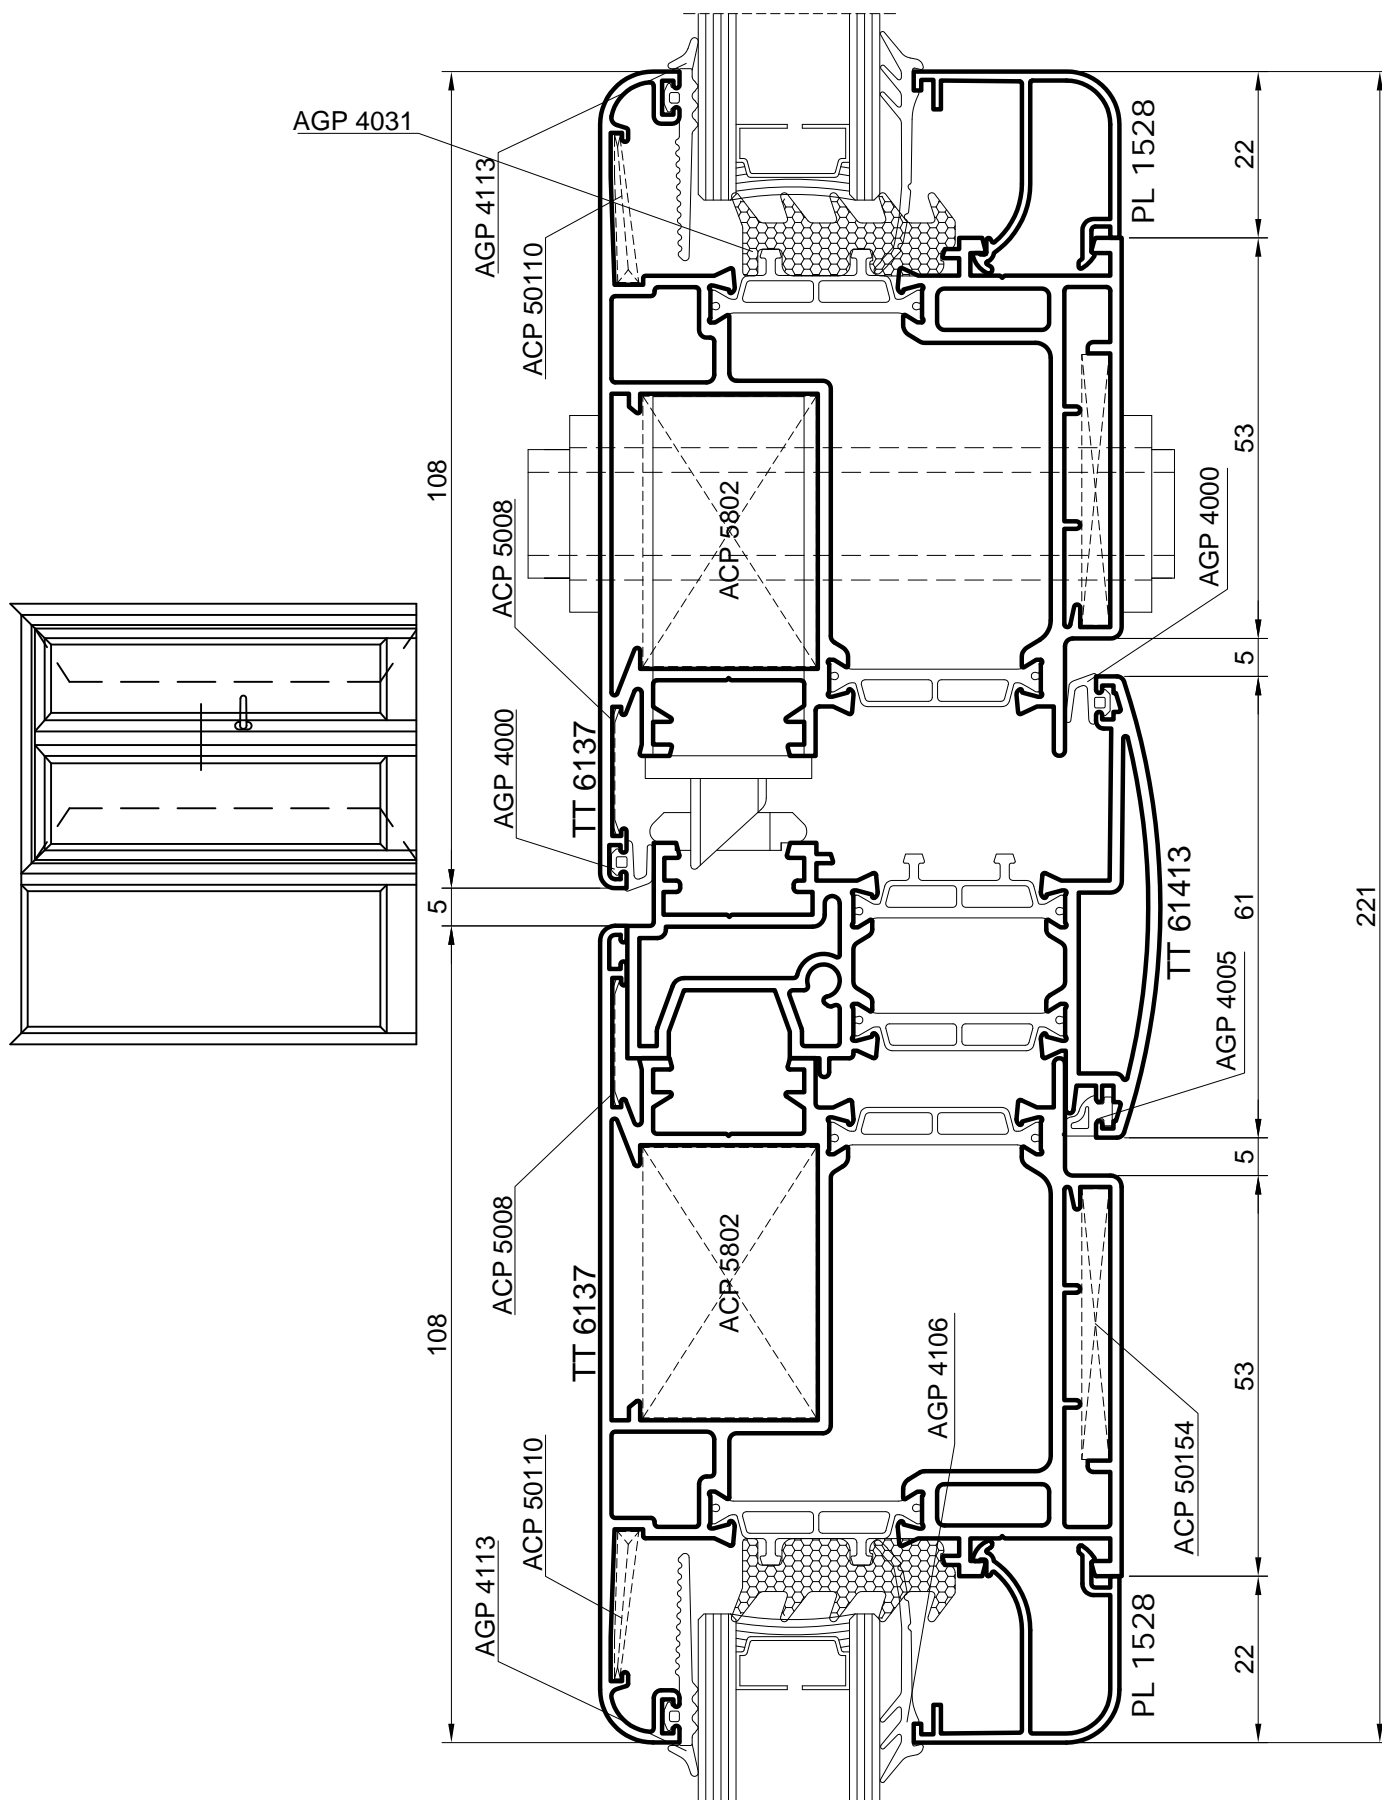 AGP 4031
AGP 4113
ACP 50110
PL 1528
22
108
53
ACP 5802
ACP 5008
AGP 4000
TT 6137
AGP 4000
5
5
TT 61413
61
221
AGP 4005
5
ACP 5008
ACP 5802
TT 6137
108
AGP 4106
53
ACP 50154
ACP 50110
AGP 4113
PL 1528
22